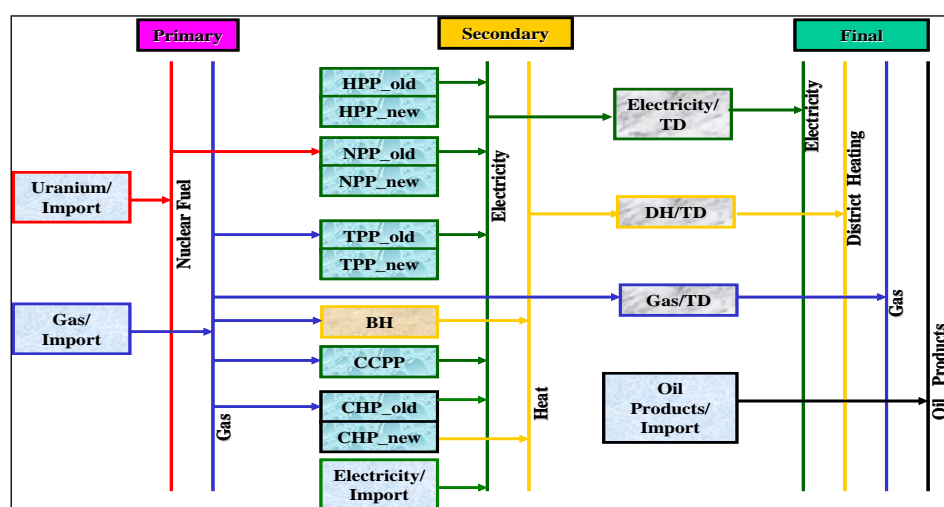 Primary
Secondary
Final
HPP_old
HPP_new
NPP_old
NPP_new
Uranium/
Import
Nuclear Fuel
TPP_old
TPP_new
Gas/
Import
BH
CCPP
CHP_old
CHP_new
Gas
Electricity/
Import
Electricity
Heat
Electricity/
TD
DH/TD
Gas/TD
Oil
Products/
Import
Electricity
District Heating
Gas
Oil Products